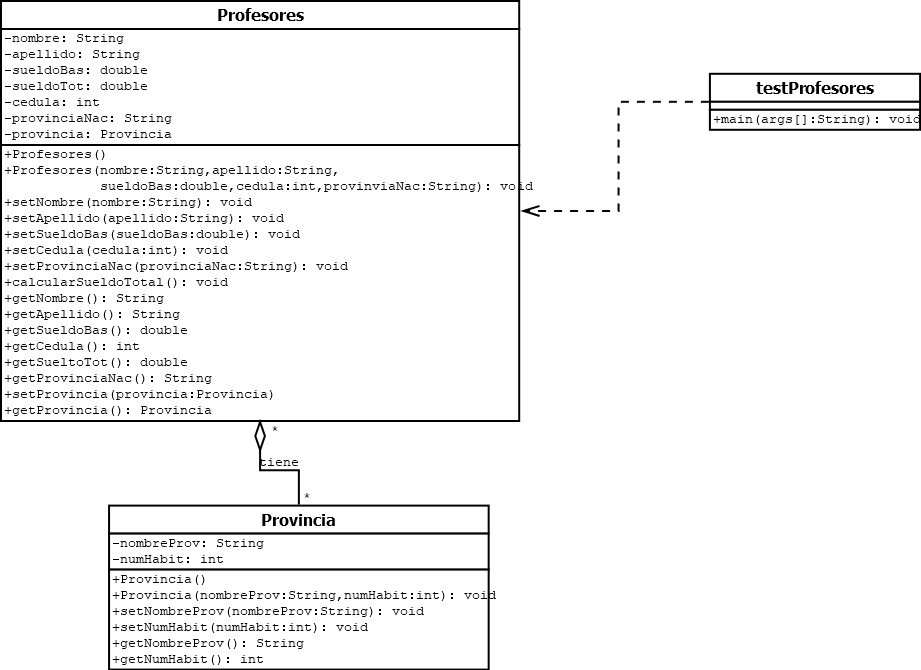 Profesores
-nombre: String
-apellido: String
-sueldoBas: double
-sueldoTot: double
-cedula: int
-provinciaNac: String
-provincia: Provincia
+Profesores()
+Profesores(nombre:String,apellido:String,
sueldoBas:double,cedula:int,provinviaNac:String): void
+setNombre(nombre:String): void
+setApellido(apellido:String): void
+setSueldoBas(sueldoBas:double): void
+setCedula(cedula:int): void
+setProvinciaNac(provinciaNac:String): void
+calcularSueldoTotal(): void
+getNombre(): String
+getApellido(): String
+getSueldoBas(): double
+getCedula(): int
+getSueltoTot(): double
+getProvinciaNac(): String
+setProvincia(provincia:Provincia)
+getProvincia(): Provincia
testProfesores
+main(args[]:String): void
*
tiene
*
Provincia
-nombreProv: String
-numHabit: int
+Provincia()
+Provincia(nombreProv:String,numHabit:int): void
+setNombreProv(nombreProv:String): void
+setNumHabit(numHabit:int): void
+getNombreProv(): String
+getNumHabit(): int